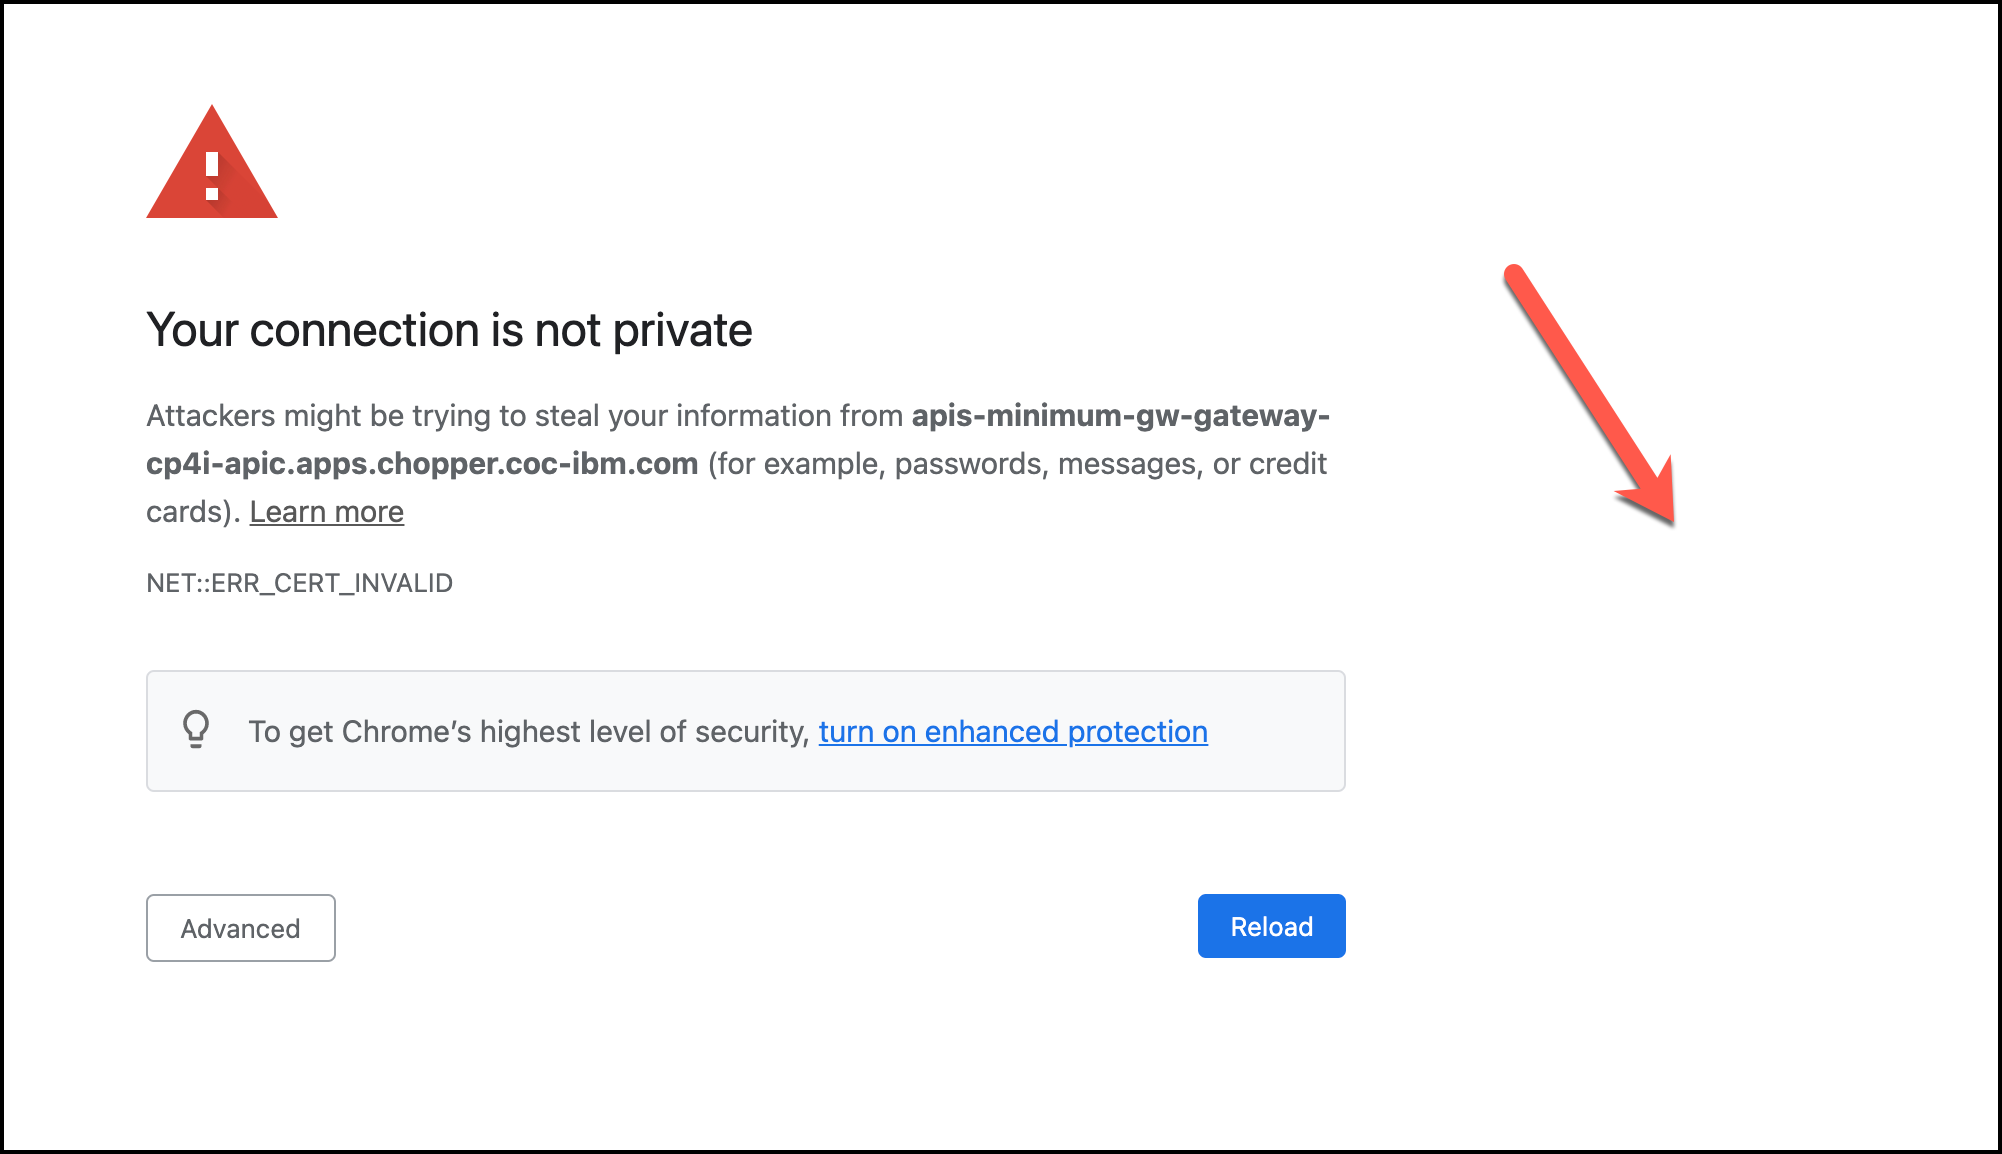 Your connection is not private
Attackers might be trying to steal your information from apis-minimum-gw-gateway-
cp4i-apic.apps.chopper.coc-ibm.com (for example, passwords, messages, or credit
cards). Learn more
NET::ERR_CERT_INVALID
To get Chrome’s highest level of security, turn on enhanced protection
Advanced
Reload